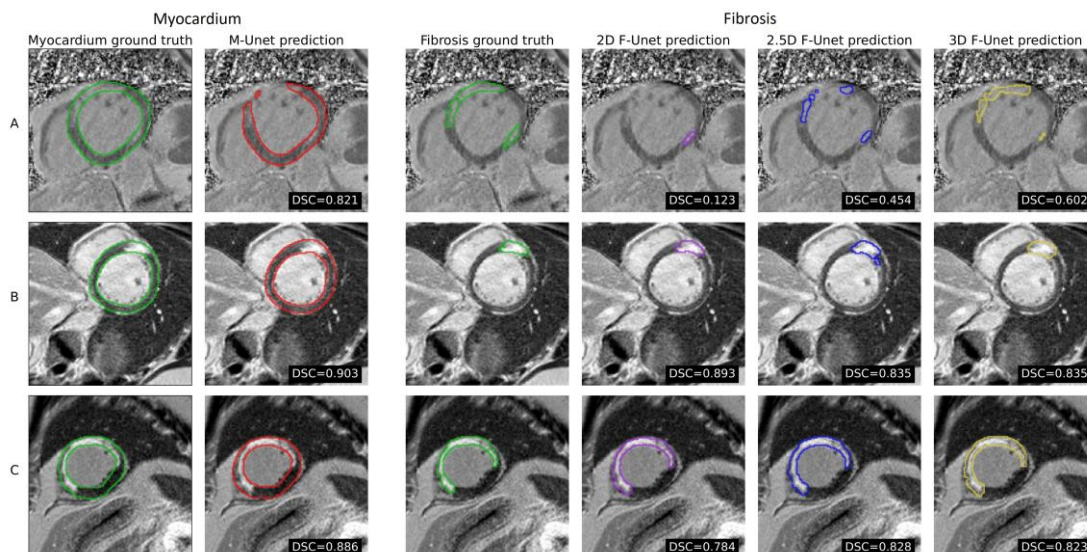 Myocardium Fibrosis
Myocardium ground truth M-Unet prediction Fibrosis ground truth 2D F-Unet prediction 2.5D F-Unet prediction 3D F-Unet prediction
A
DSC=0.821 DSC=0.123 DSC=0.454 DSC=0.602
B
DSC=0.903 DSC=0.893 DSC=0.835 DSC=0.835
C
DSC=0.886 DSC=0.784 DSC=0.828 DSC=0.823